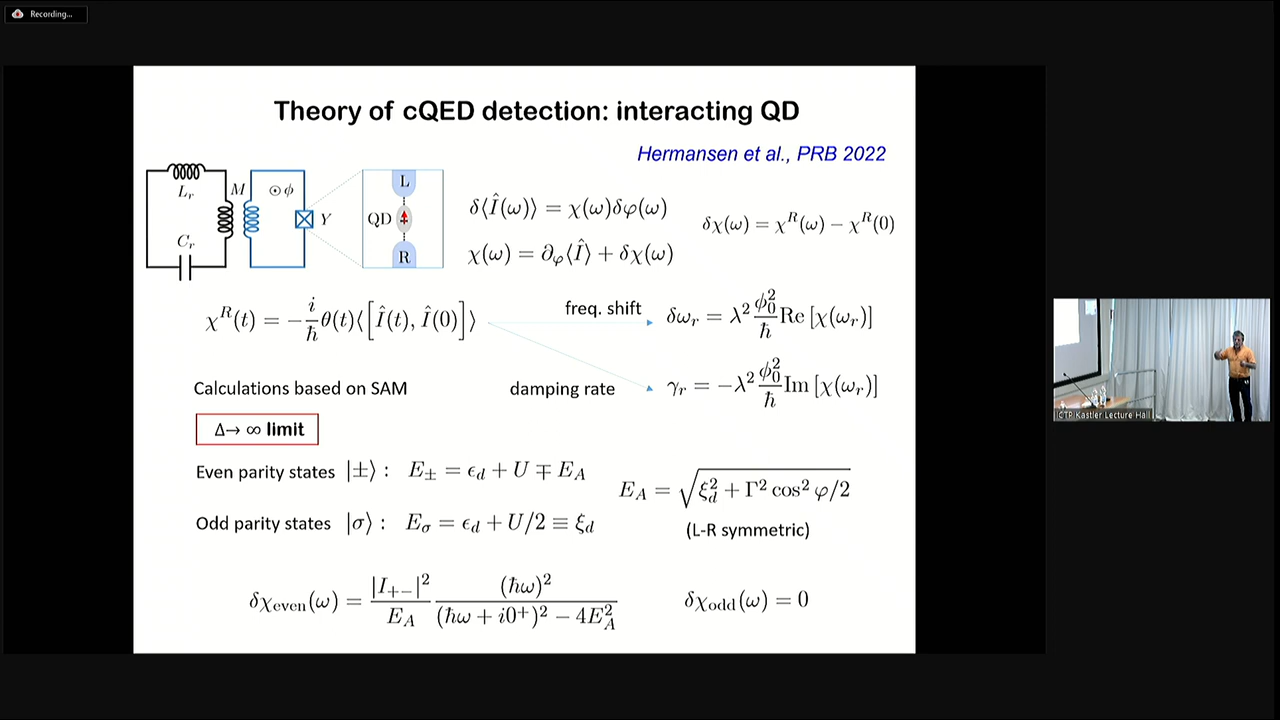 Recording...
Theory of cQED detection: interacting QD
Hermansen et al., PRB 2022
L_r
M
⊙ϕ
C_r
Y
QD
L
R
δ⟨Î(ω)⟩ = χ(ω)δφ(ω)
χ(ω) = ∂_φ⟨Î⟩ + δχ(ω)
δχ(ω) = χ^R(ω) − χ^R(0)
χ^R(t) = −i/ħ θ(t)⟨[Î(t), Î(0)]⟩
freq. shift
δω_r = λ² ϕ₀²/ħ Re [χ(ω_r)]
Calculations based on SAM
damping rate
γ_r = −λ² ϕ₀²/ħ Im [χ(ω_r)]
Δ→ ∞ limit
Even parity states |±⟩ : E_± = ϵ_d + U ∓ E_A
E_A = √(ξ_d² + Γ² cos² φ/2)
Odd parity states |σ⟩ : E_σ = ϵ_d + U/2 ≡ ξ_d
(L-R symmetric)
δχ_even(ω) = |I_{+−}|²/E_A (ħω)²/((ħω + i0⁺)² − 4E_A²)
δχ_odd(ω) = 0
ICTP Kastler Lecture Hall